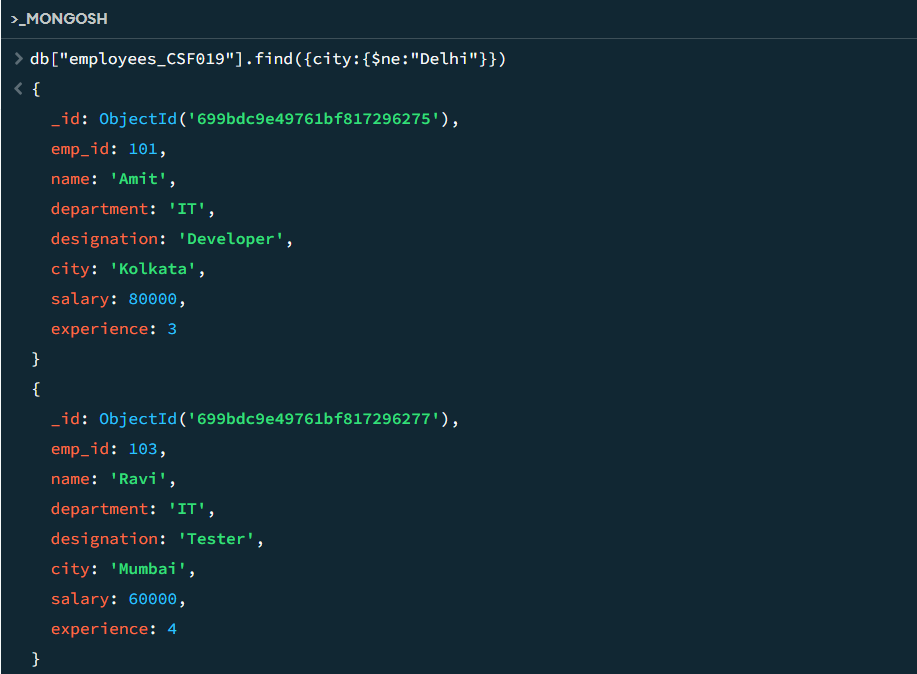 >_MONGOSH
> db["employees_CSF019"].find({city:{$ne:"Delhi"}})
< {
_id: ObjectId('699bdc9e49761bf817296275'),
emp_id: 101,
name: 'Amit',
department: 'IT',
designation: 'Developer',
city: 'Kolkata',
salary: 80000,
experience: 3
}
{
_id: ObjectId('699bdc9e49761bf817296277'),
emp_id: 103,
name: 'Ravi',
department: 'IT',
designation: 'Tester',
city: 'Mumbai',
salary: 60000,
experience: 4
}